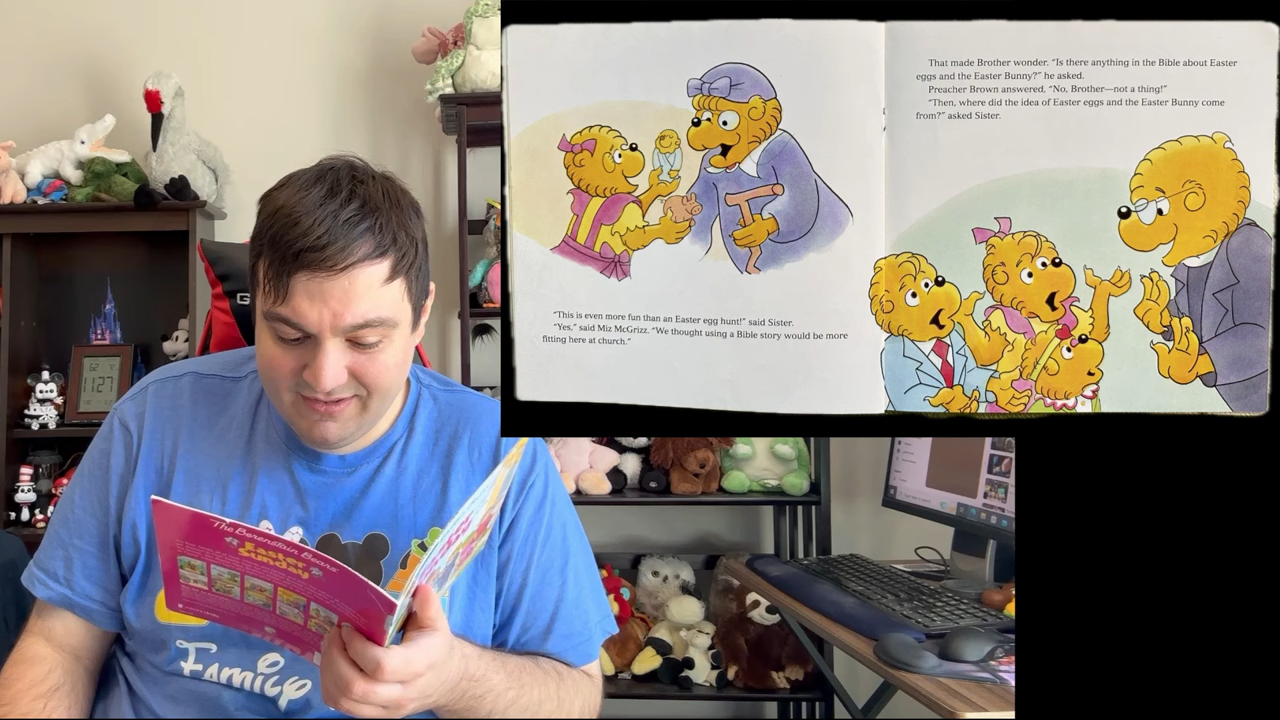 "This is even more fun than an Easter egg hunt!" said Sister.
"Yes," said Miz McGrizz. "We thought using a Bible story would be more
fitting here at church."
That made Brother wonder. "Is there anything in the Bible about Easter
eggs and the Easter Bunny?" he asked.
Preacher Brown answered, "No, Brother—not a thing!"
"Then, where did the idea of Easter eggs and the Easter Bunny come
from?" asked Sister.
The Berenstain Bears'
Easter
Sunday
Family
1127
G